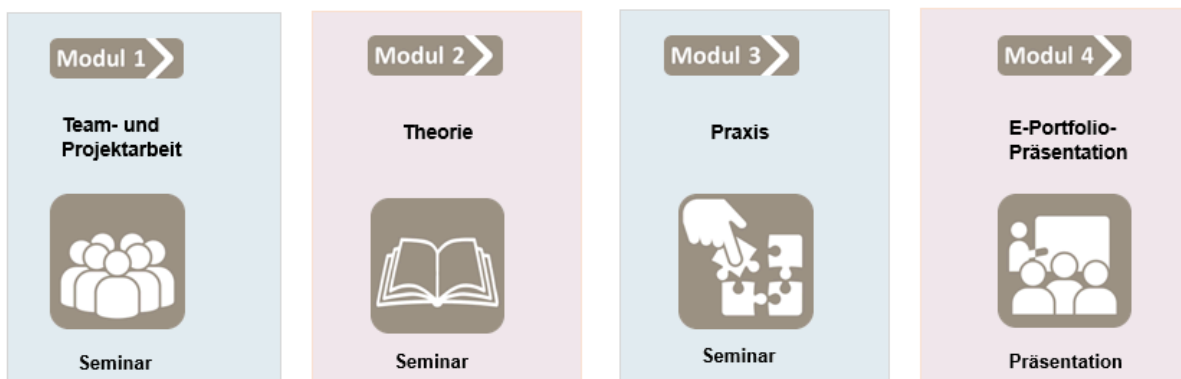 Modul 1
Team- und
Projektarbeit
Seminar
Modul 2
Theorie
Seminar
Modul 3
Praxis
Seminar
Modul 4
E-Portfolio-
Präsentation
Präsentation